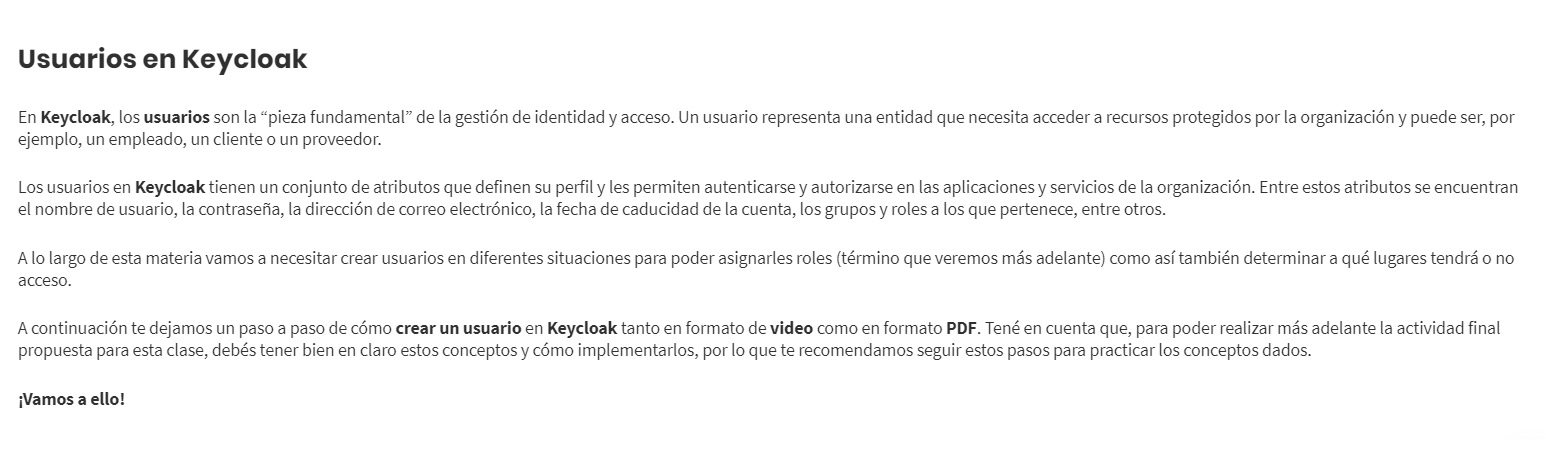 Usuarios en Keycloak
En Keycloak, los usuarios son la “pieza fundamental” de la gestión de identidad y acceso. Un usuario representa una entidad que necesita acceder a recursos protegidos por la organización y puede ser, por
ejemplo, un empleado, un cliente o un proveedor.
Los usuarios en Keycloak tienen un conjunto de atributos que definen su perfil y les permiten autenticarse y autorizarse en las aplicaciones y servicios de la organización. Entre estos atributos se encuentran
el nombre de usuario, la contraseña, la dirección de correo electrónico, la fecha de caducidad de la cuenta, los grupos y roles a los que pertenece, entre otros.
A lo largo de esta materia vamos a necesitar crear usuarios en diferentes situaciones para poder asignarles roles (término que veremos más adelante) como así también determinar a qué lugares tendrá o no
acceso.
A continuación te dejamos un paso a paso de cómo crear un usuario en Keycloak tanto en formato de video como en formato PDF. Tené en cuenta que, para poder realizar más adelante la actividad final
propuesta para esta clase, debés tener bien en claro estos conceptos y cómo implementarlos, por lo que te recomendamos seguir estos pasos para practicar los conceptos dados.
¡Vamos a ello!